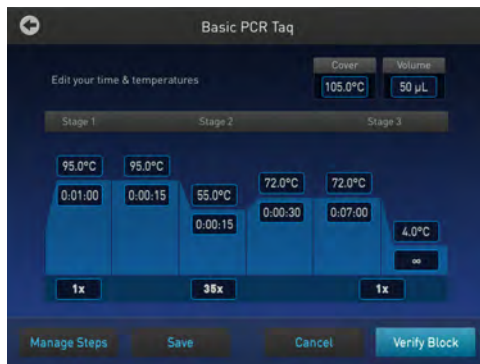 Basic PCR Taq
Edit your time & temperatures
Cover
Volume
105.0°C
50 µL
Stage 1
Stage 2
Stage 3
95.0°C
0:01:00
95.0°C
0:00:15
55.0°C
0:00:15
72.0°C
0:00:30
72.0°C
0:07:00
4.0°C
∞
1x
35x
1x
Manage Steps
Save
Cancel
Verify Block